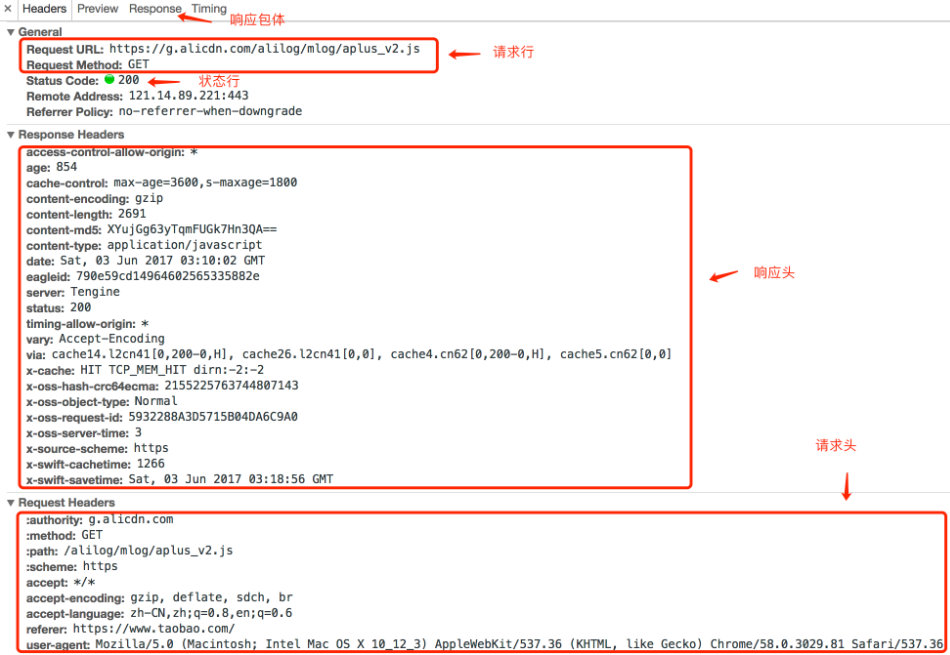 × Headers Preview Response Timing
响应包体
▼ General
Request URL: https://g.alicdn.com/alilog/mlog/aplus_v2.js
请求行
Request Method: GET
Status Code: 200
状态行
Remote Address: 121.14.89.221:443
Referrer Policy: no-referrer-when-downgrade
▼ Response Headers
access-control-allow-origin: *
age: 854
cache-control: max-age=3600,s-maxage=1800
content-encoding: gzip
content-length: 2691
content-md5: XYujGg63yTqmFUGk7Hn3QA==
content-type: application/javascript
date: Sat, 03 Jun 2017 03:10:02 GMT
eagleid: 790e59cd14964602565335882e
响应头
server: Tengine
status: 200
timing-allow-origin: *
vary: Accept-Encoding
via: cache14.l2cn41[0,200-0,H], cache26.l2cn41[0,0], cache4.cn62[0,200-0,H], cache5.cn62[0,0]
x-cache: HIT TCP_MEM_HIT dirn:-2:-2
x-oss-hash-crc64ecma: 2155225763744807143
x-oss-object-type: Normal
x-oss-request-id: 5932288A3D5715B04DA6C9A0
x-oss-server-time: 3
x-source-scheme: https
请求头
x-swift-cachetime: 1266
x-swift-savetime: Sat, 03 Jun 2017 03:18:56 GMT
▼ Request Headers
:authority: g.alicdn.com
:method: GET
:path: /alilog/mlog/aplus_v2.js
:scheme: https
accept: */*
accept-encoding: gzip, deflate, sdch, br
accept-language: zh-CN,zh;q=0.8,en;q=0.6
referer: https://www.taobao.com/
user-agent: Mozilla/5.0 (Macintosh; Intel Mac OS X 10_12_3) AppleWebKit/537.36 (KHTML, like Gecko) Chrome/58.0.3029.81 Safari/537.36